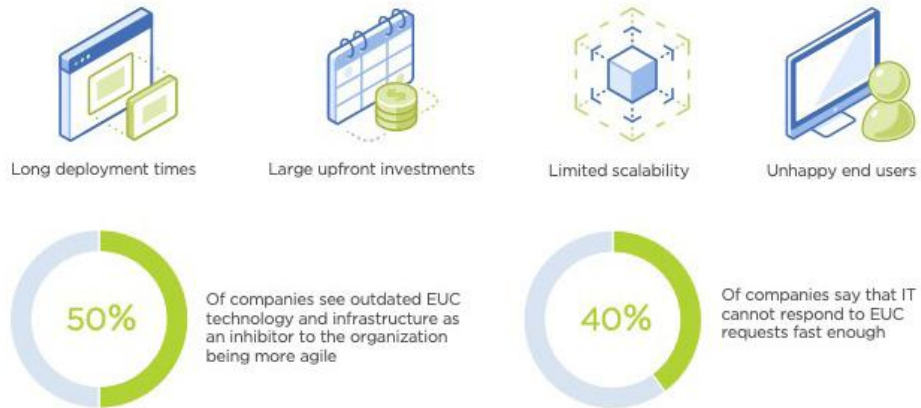 Long deployment times
Large upfront investments
Limited scalability
Unhappy end users
50%
Of companies see outdated EUC
technology and infrastructure as
an inhibitor to the organization
being more agile
40%
Of companies say that IT
cannot respond to EUC
requests fast enough